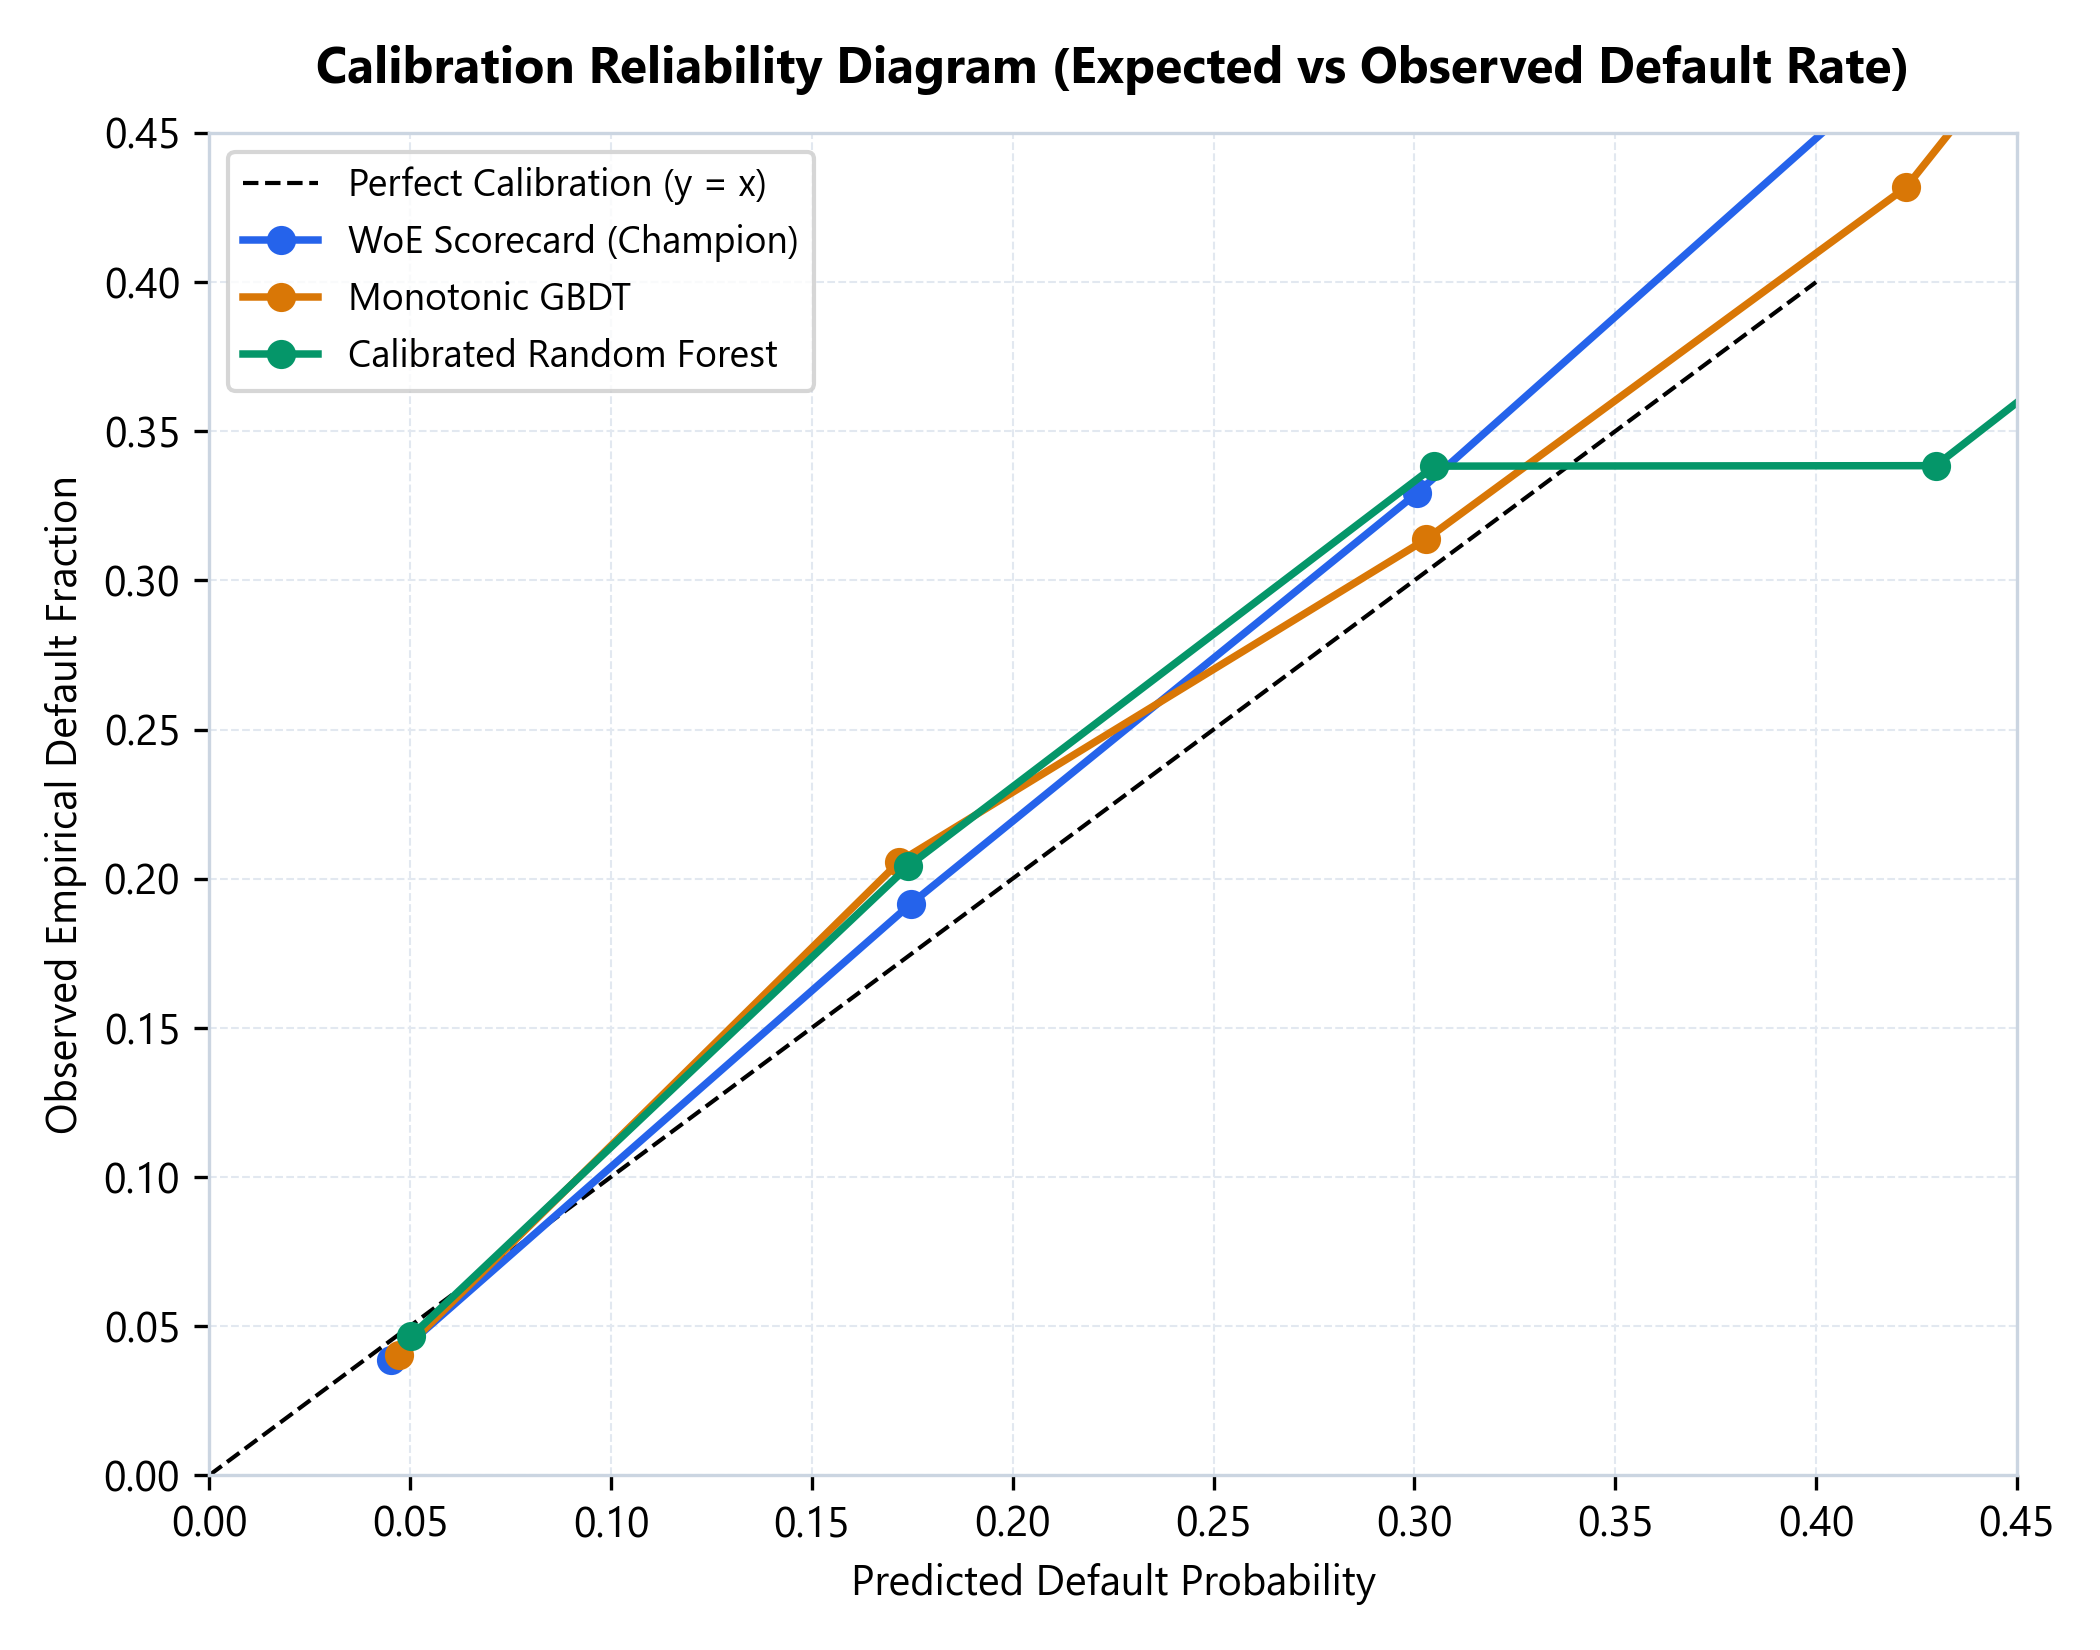 Calibration Reliability Diagram (Expected vs Observed Default Rate)
Perfect Calibration (y = x)
WoE Scorecard (Champion)
Monotonic GBDT
Calibrated Random Forest
Observed Empirical Default Fraction
0.45
0.40
0.35
0.30
0.25
0.20
0.15
0.10
0.05
0.00
0.00 0.05 0.10 0.15 0.20 0.25 0.30 0.35 0.40 0.45
Predicted Default Probability